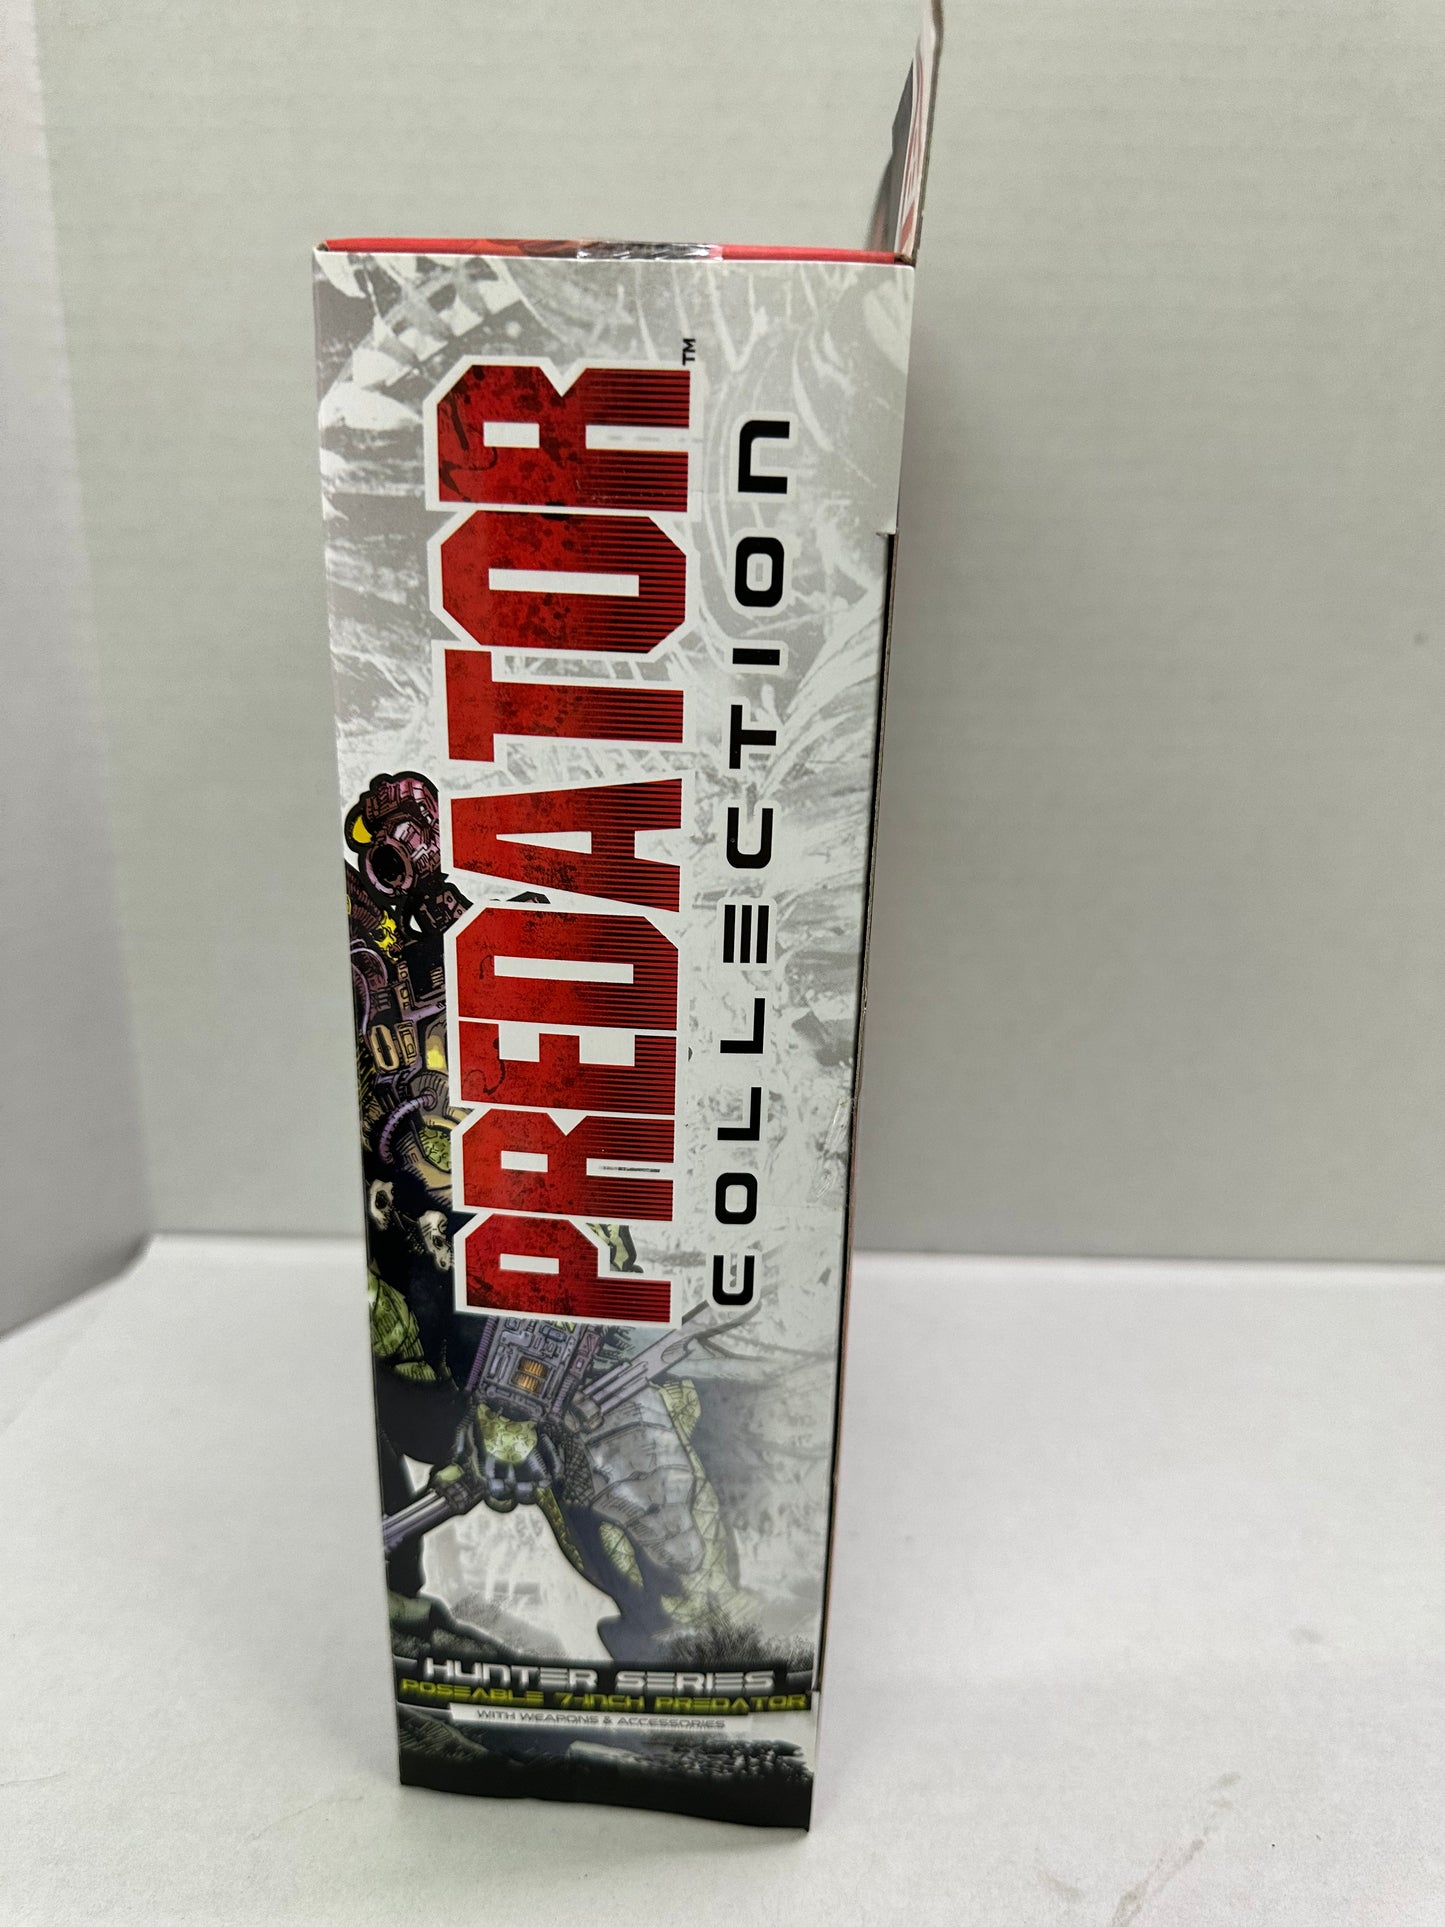 PREDATOR™
COLLECTION
HUNTER SERIES
POSEABLE 7-INCH PREDATOR
WITH WEAPONS & ACCESSORIES